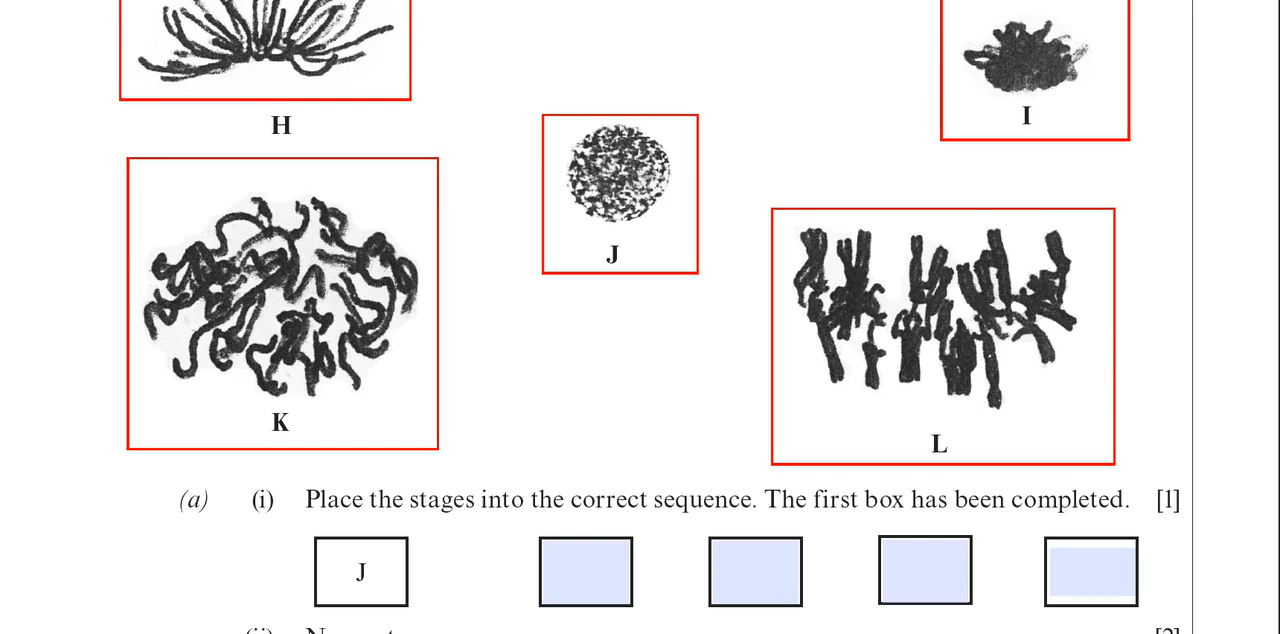 H
I
J
K
L
(a) (i) Place the stages into the correct sequence. The first box has been completed. [1]
J